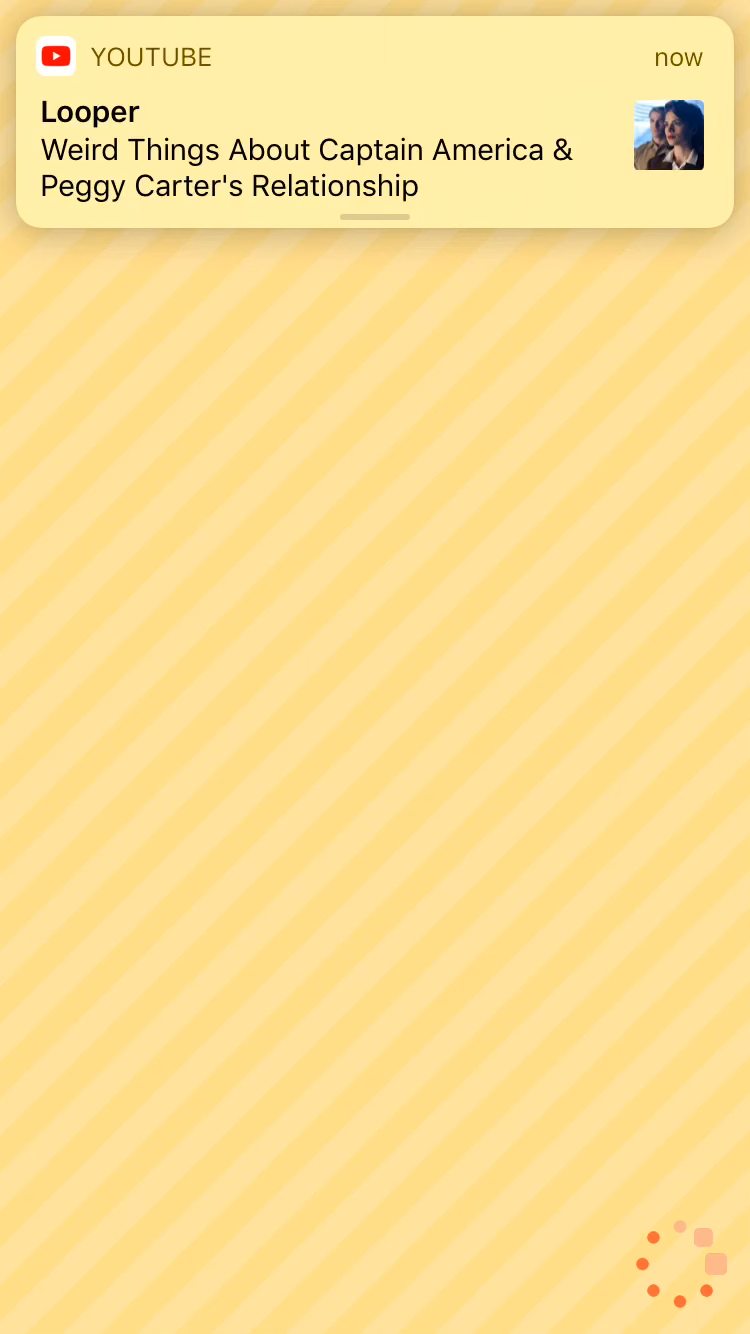 YOUTUBE
now
Looper
Weird Things About Captain America &
Peggy Carter's Relationship